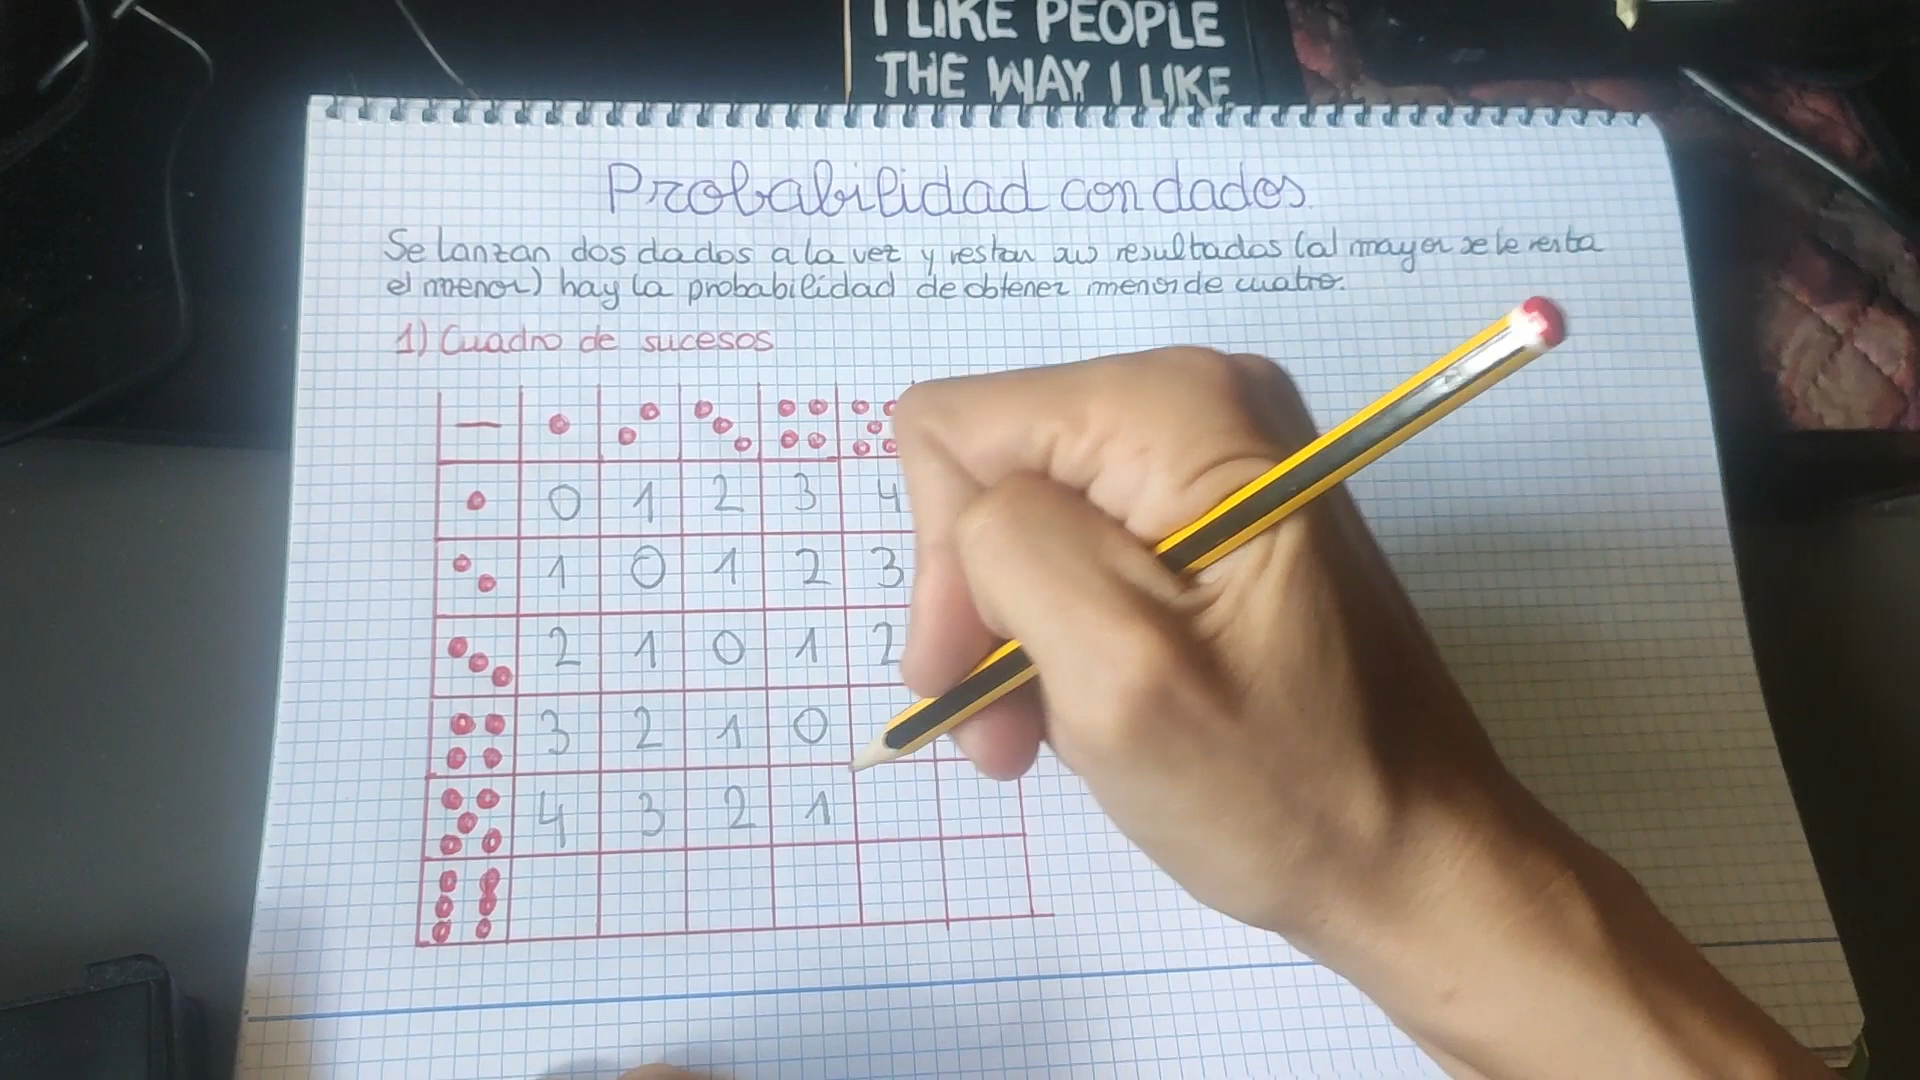 I LIKE PEOPLE
THE WAY I LIKE
Probabilidad con dados.
Se lanzan dos dados a la vez y restan sus resultados (al mayor se le resta
el menor) hay la probabilidad de obtener menor de cuatro.
1) Cuadro de sucesos
—
0 1 2 3 4
1 0 1 2 3
2 1 0 1 2
3 2 1 0
4 3 2 1